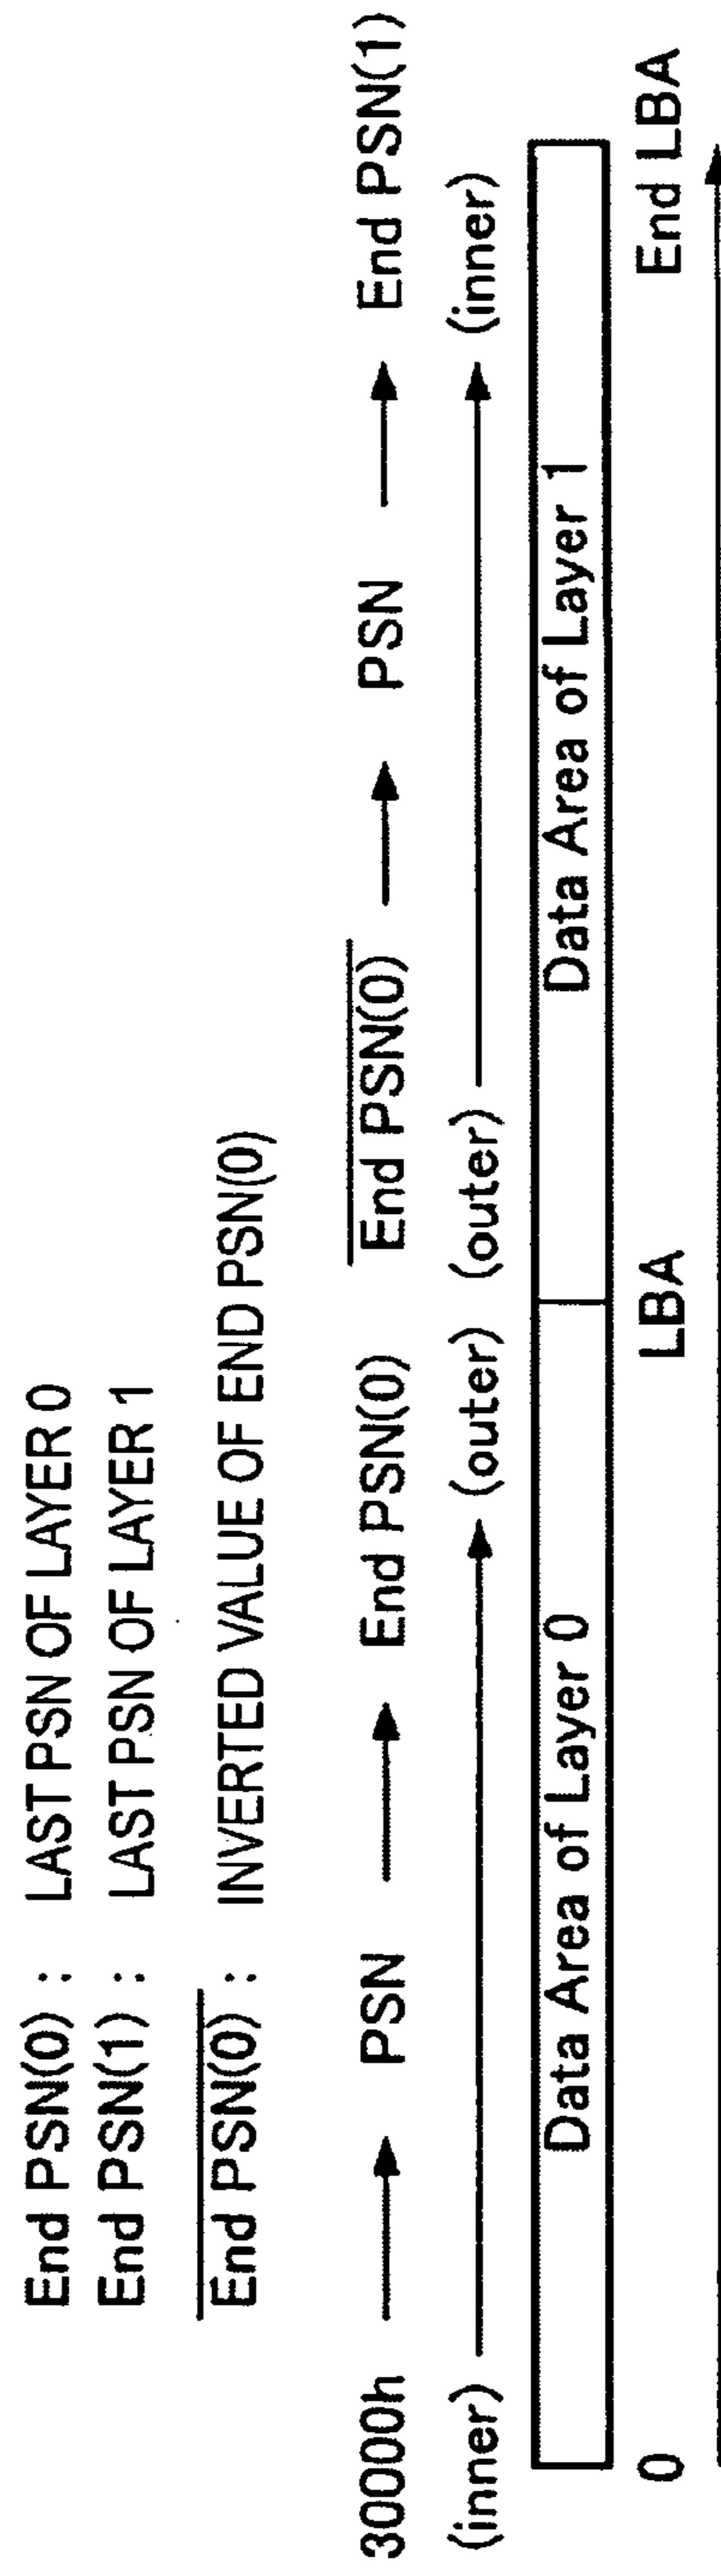 End PSN(0) : LAST PSN OF LAYER 0
End PSN(1) : LAST PSN OF LAYER 1
End PSN(0) : INVERTED VALUE OF END PSN(0)
30000h PSN End PSN(0) End PSN(0) PSN End PSN(1)
(inner) (outer) (outer) (inner)
Data Area of Layer 0 Data Area of Layer 1
0 LBA End LBA